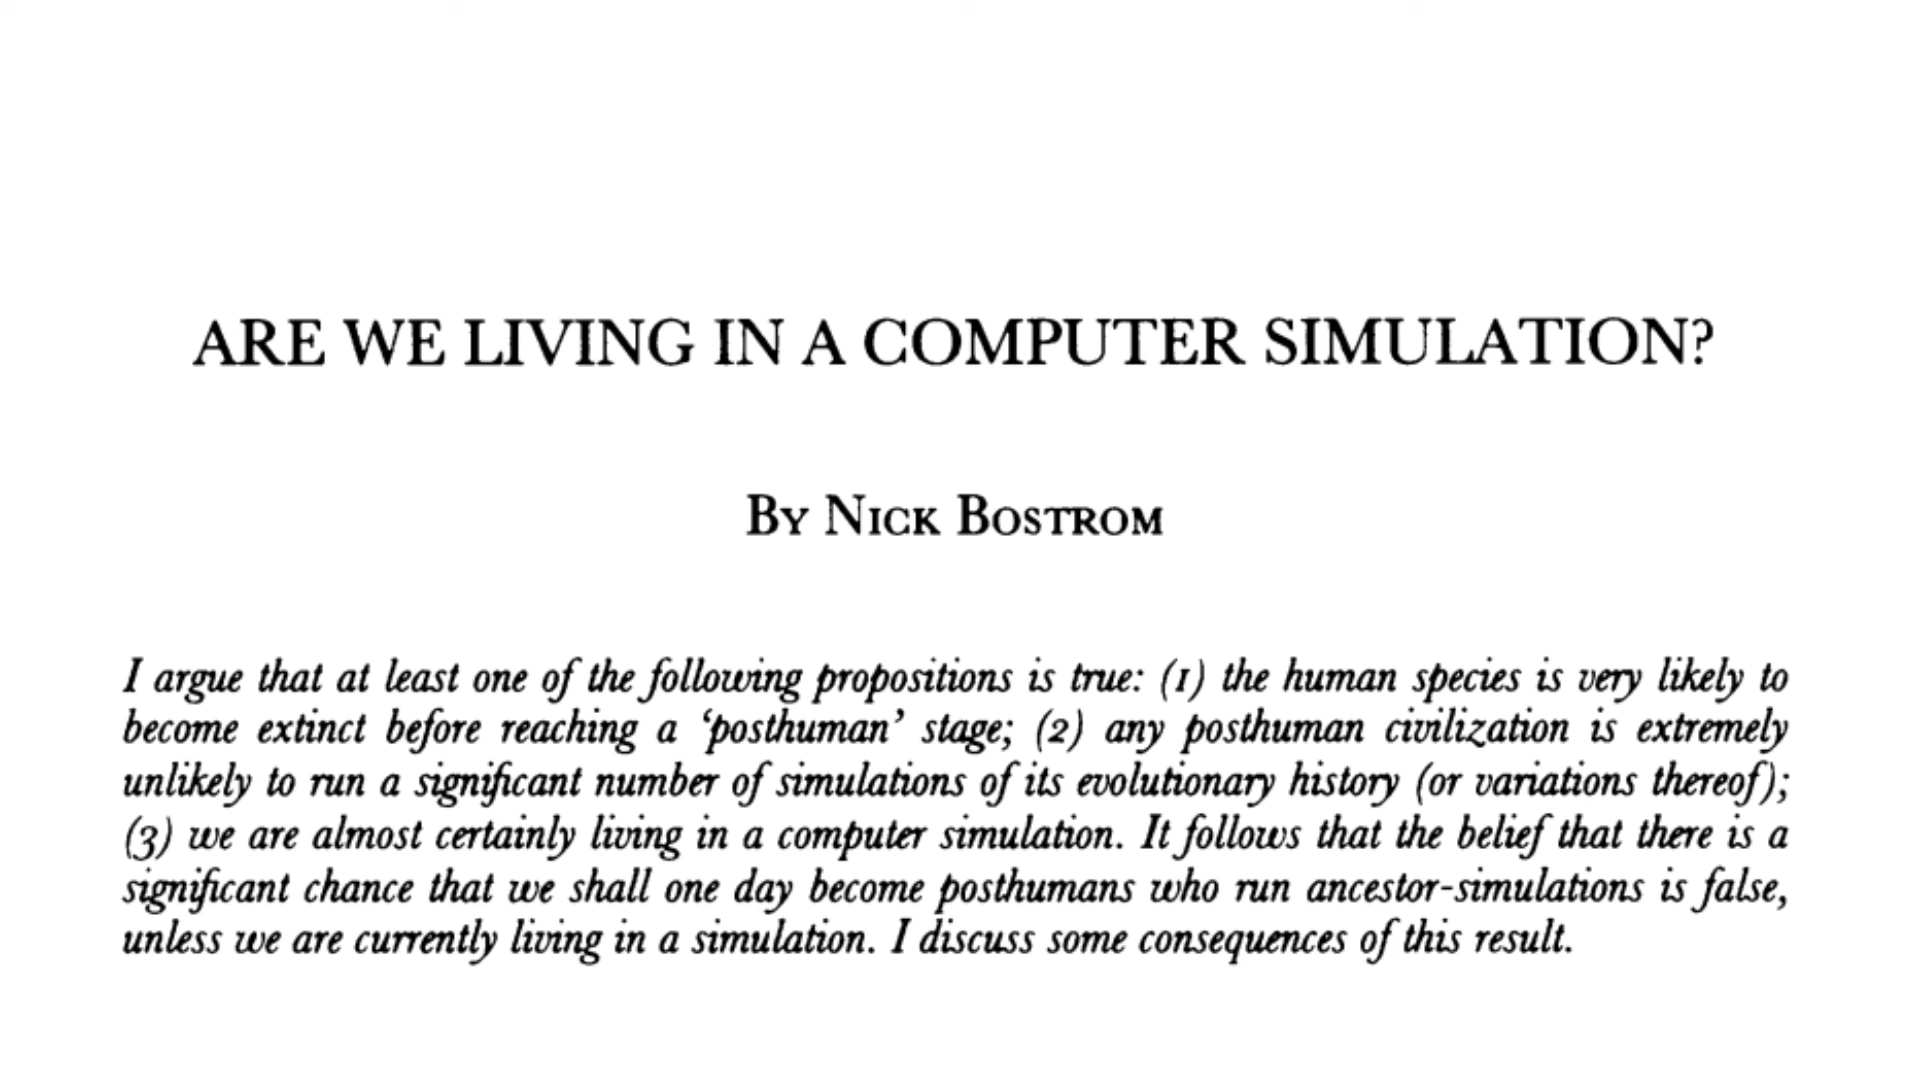 ARE WE LIVING IN A COMPUTER SIMULATION?
By Nick Bostrom
I argue that at least one of the following propositions is true: (1) the human species is very likely to
become extinct before reaching a ‘posthuman’ stage; (2) any posthuman civilization is extremely
unlikely to run a significant number of simulations of its evolutionary history (or variations thereof);
(3) we are almost certainly living in a computer simulation. It follows that the belief that there is a
significant chance that we shall one day become posthumans who run ancestor-simulations is false,
unless we are currently living in a simulation. I discuss some consequences of this result.